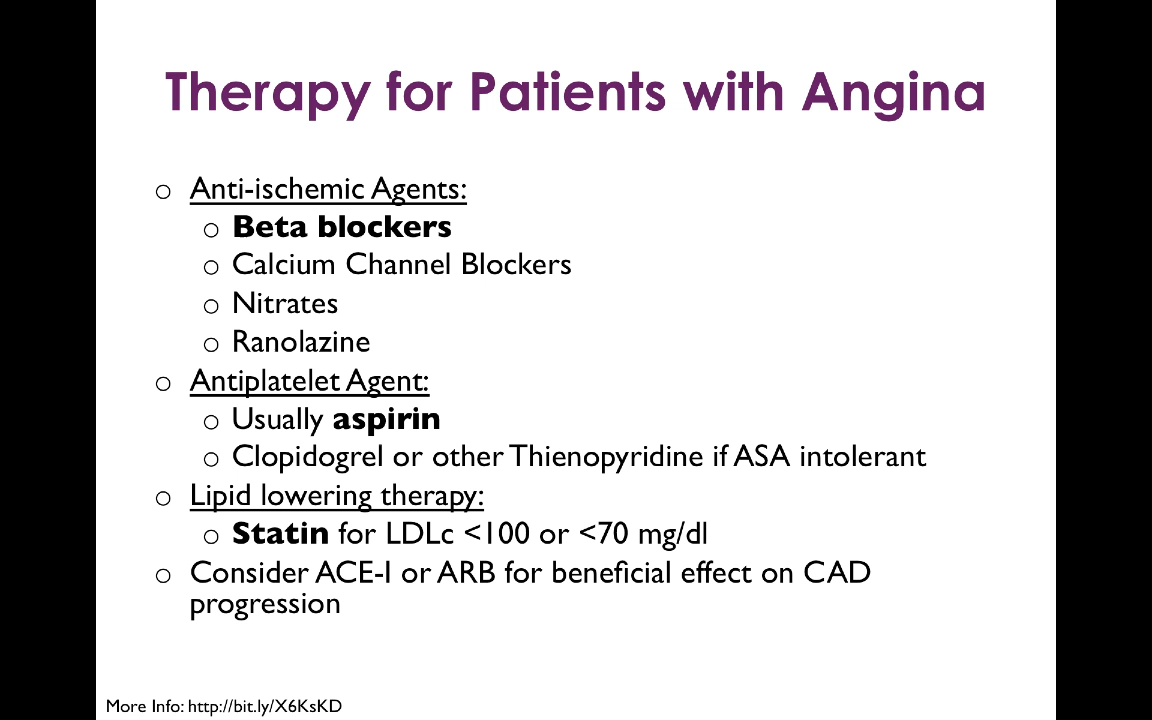 Therapy for Patients with Angina
o Anti-ischemic Agents:
o Beta blockers
o Calcium Channel Blockers
o Nitrates
o Ranolazine
o Antiplatelet Agent:
o Usually aspirin
o Clopidogrel or other Thienopyridine if ASA intolerant
o Lipid lowering therapy:
o Statin for LDLc <100 or <70 mg/dl
o Consider ACE-I or ARB for beneficial effect on CAD
progression
More Info: http://bit.ly/X6KsKD